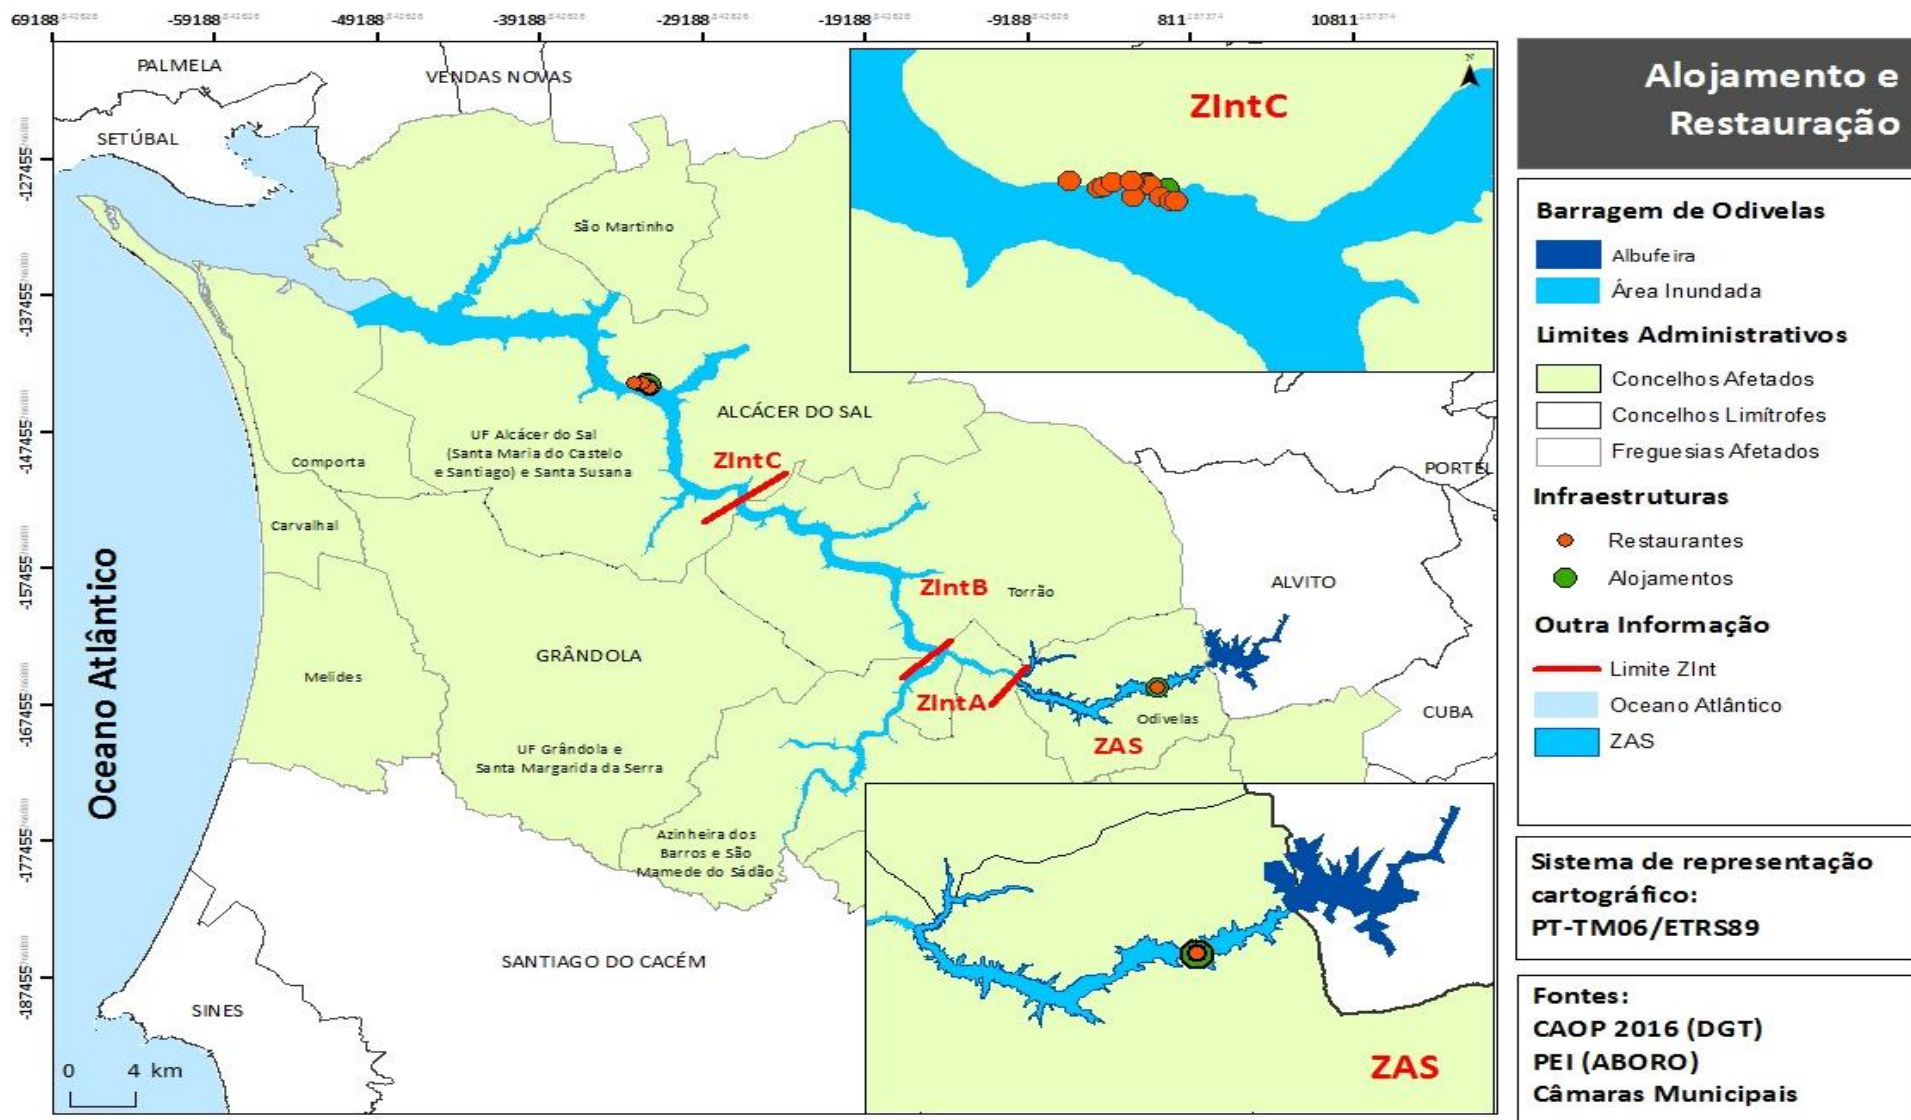 69188
-59188
-49188
-39188
-29188
-19188
-9188
811
10811
-127455
-137455
-147455
-157455
-167455
-177455
-187455
PALMELA
VENDAS NOVAS
SETÚBAL
São Martinho
ZIntC
N
ALCÁCER DO SAL
UF Alcácer do Sal
(Santa Maria do Castelo
e Santiago) e Santa Susana
Comporta
ZIntC
PORTEL
Carvalhal
ZIntB
Torrão
ALVITO
Oceano Atlântico
GRÂNDOLA
Melides
ZIntA
Odivelas
CUBA
ZAS
UF Grândola e
Santa Margarida da Serra
Azinheira dos
Barros e São
Mamede do Sádão
SANTIAGO DO CACÉM
SINES
ZAS
0 4 km
Alojamento e
Restauração
Barragem de Odivelas
Albufeira
Área Inundada
Limites Administrativos
Concelhos Afetados
Concelhos Limítrofes
Freguesias Afetados
Infraestruturas
Restaurantes
Alojamentos
Outra Informação
Limite ZInt
Oceano Atlântico
ZAS
Sistema de representação
cartográfico:
PT-TM06/ETRS89
Fontes:
CAOP 2016 (DGT)
PEI (ABORO)
Câmaras Municipais